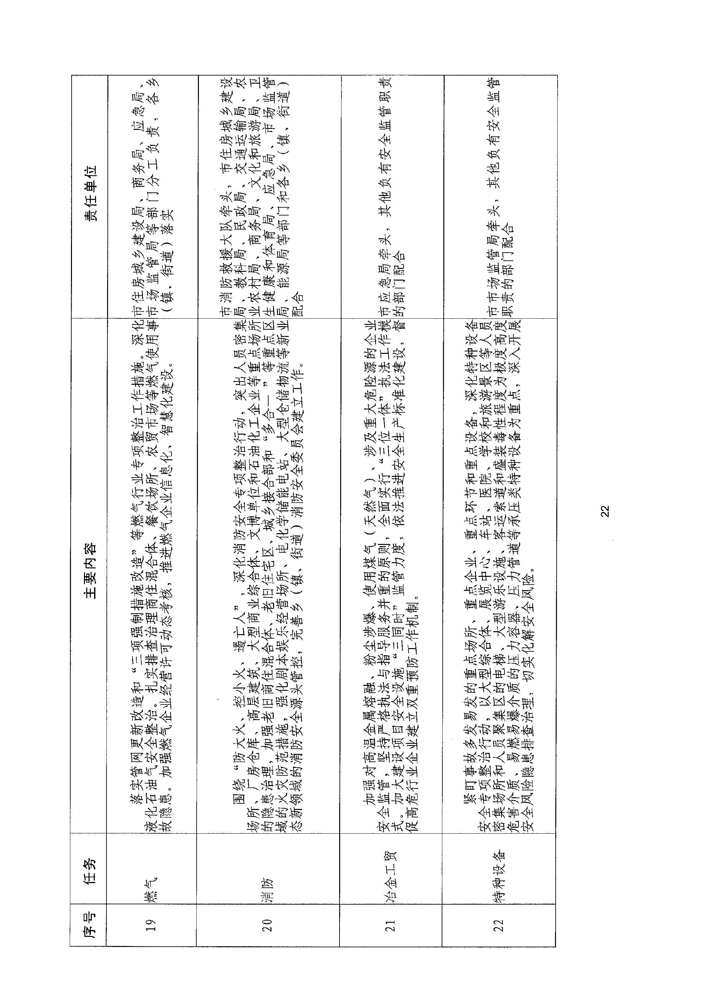 序号 任务 主要内容 责任单位
19 燃气
落实管网更新改造和“三项强制措施改造”等燃气行业专项整治工作措施。深化
液化石油气安全整治。扎实排查治理商住混合体、餐饮场所、农贸市场等燃气使用事
故隐患。加强燃气企业经营许可动态考核，推进燃气企业信息化、智慧化建设。
市住房城乡建设局、商务局、应急局、
市场监管局等部门分工负责，各乡
（镇、街道）落实
20 消防
围绕“防大火、控小火、遏亡人”，深化消防安全专项整治行动，突出人员密集
场所、厂房仓库、高层建筑、大型商业综合体、文博单位和石油化工企业等重点场所
的隐患治理，加强老旧商住混合体、老旧住宅区、城乡接合部和“多合一”等重点区
域的火灾防范措施，强化剧本娱乐经营场所、电化学储能电站、大型仓储物流等新业
态新领域的消防安全源头管控，完善乡（镇、街道）消防安全委员会建立工作。
市消防救援大队牵头，市住房城乡建设
局、教科局、民政局、交通运输局、农
业农村局、商务局、文化和旅游局、卫
生健康和体育局、应急局、市场监管
局、能源局等部门和各乡（镇、街道）
配合
21 冶金工贸
加强对高温金属熔融、粉尘涉爆、使用煤气（天然气）、涉及重大危险源的企业
安全监管，坚持严格执法与指导服务并重的原则，全面实行“三位一体”执法工作模
式。加大建设项目安全设施“三同时”监管力度，依法推进安全生产标准化建设，督
促高危行业企业建立双重预防工作机制。
市应急局牵头，其他负有安全监管职责
的部门配合
22 特种设备
紧盯事故多发易发的重点场所、重点企业、重点环节和重点设备，深化特种设备
安全专项整治行动，以大型综合体、展览中心、车站、医院、学校和旅游景区等人员
密集场所和人员聚集区的电梯、大型游乐设施、客运索道和盛装毒性程度为极度高度
危害介质、易燃易爆介质的压力容器、压力管道等承压类特种设备为重点，深入开展
安全风险隐患排查治理，切实化解安全风险。
市市场监管局牵头，其他负有安全监管
职责的部门配合
22